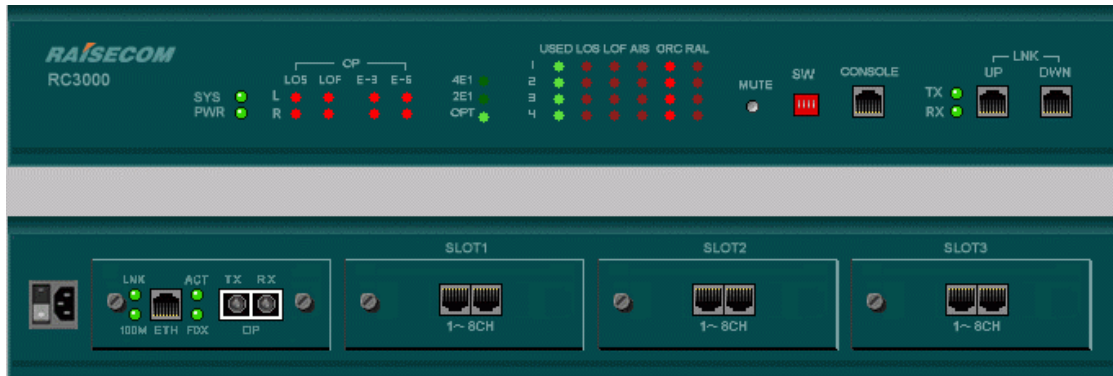 RAISECOM
RC3000
SYS
PWR
OP
LOS LOF E-3 E-6
L
R
4E1
2E1
OPT
USED LOS LOF AIS ORC RAL
1
2
3
4
MUTE
SW
CONSOLE
LNK
UP DWN
TX
RX
SLOT1
SLOT2
SLOT3
LNK ACT TX RX
100M ETH FDX OP
1~8CH
1~8CH
1~8CH